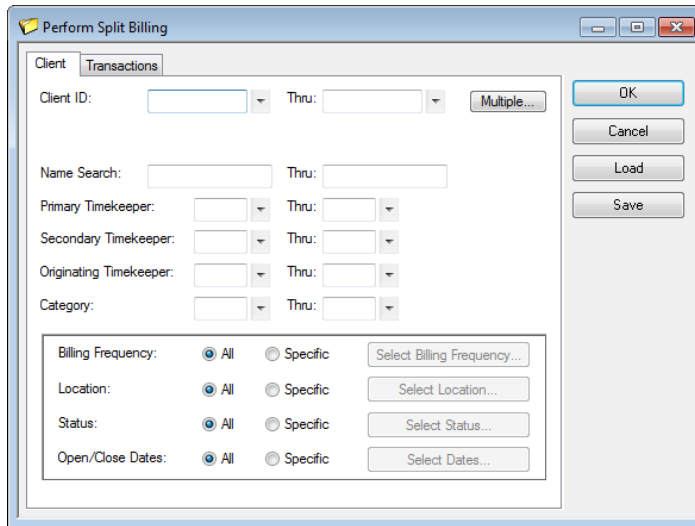 Perform Split Billing
Client Transactions
Client ID: Thru: Multiple... OK
Cancel
Load
Name Search: Thru:
Save
Primary Timekeeper: Thru:
Secondary Timekeeper: Thru:
Originating Timekeeper: Thru:
Category: Thru:
Billing Frequency: All Specific Select Billing Frequency...
Location: All Specific Select Location...
Status: All Specific Select Status...
Open/Close Dates: All Specific Select Dates...